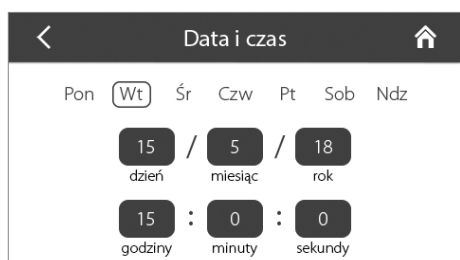 Data i czas
Pon Wt Śr Czw Pt Sob Ndz
15 / 5 / 18
dzień miesiąc rok
15 : 0 : 0
godziny minuty sekundy